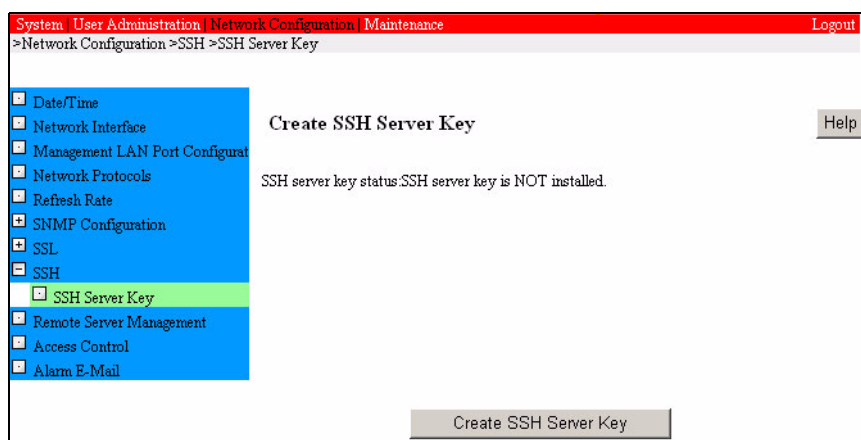 System | User Administration | Network Configuration | Maintenance Logout
>Network Configuration >SSH >SSH Server Key
Date/Time
Network Interface
Management LAN Port Configurat
Network Protocols
Refresh Rate
SNMP Configuration
SSL
SSH
SSH Server Key
Remote Server Management
Access Control
Alarm E-Mail
Create SSH Server Key
Help
SSH server key status:SSH server key is NOT installed.
Create SSH Server Key